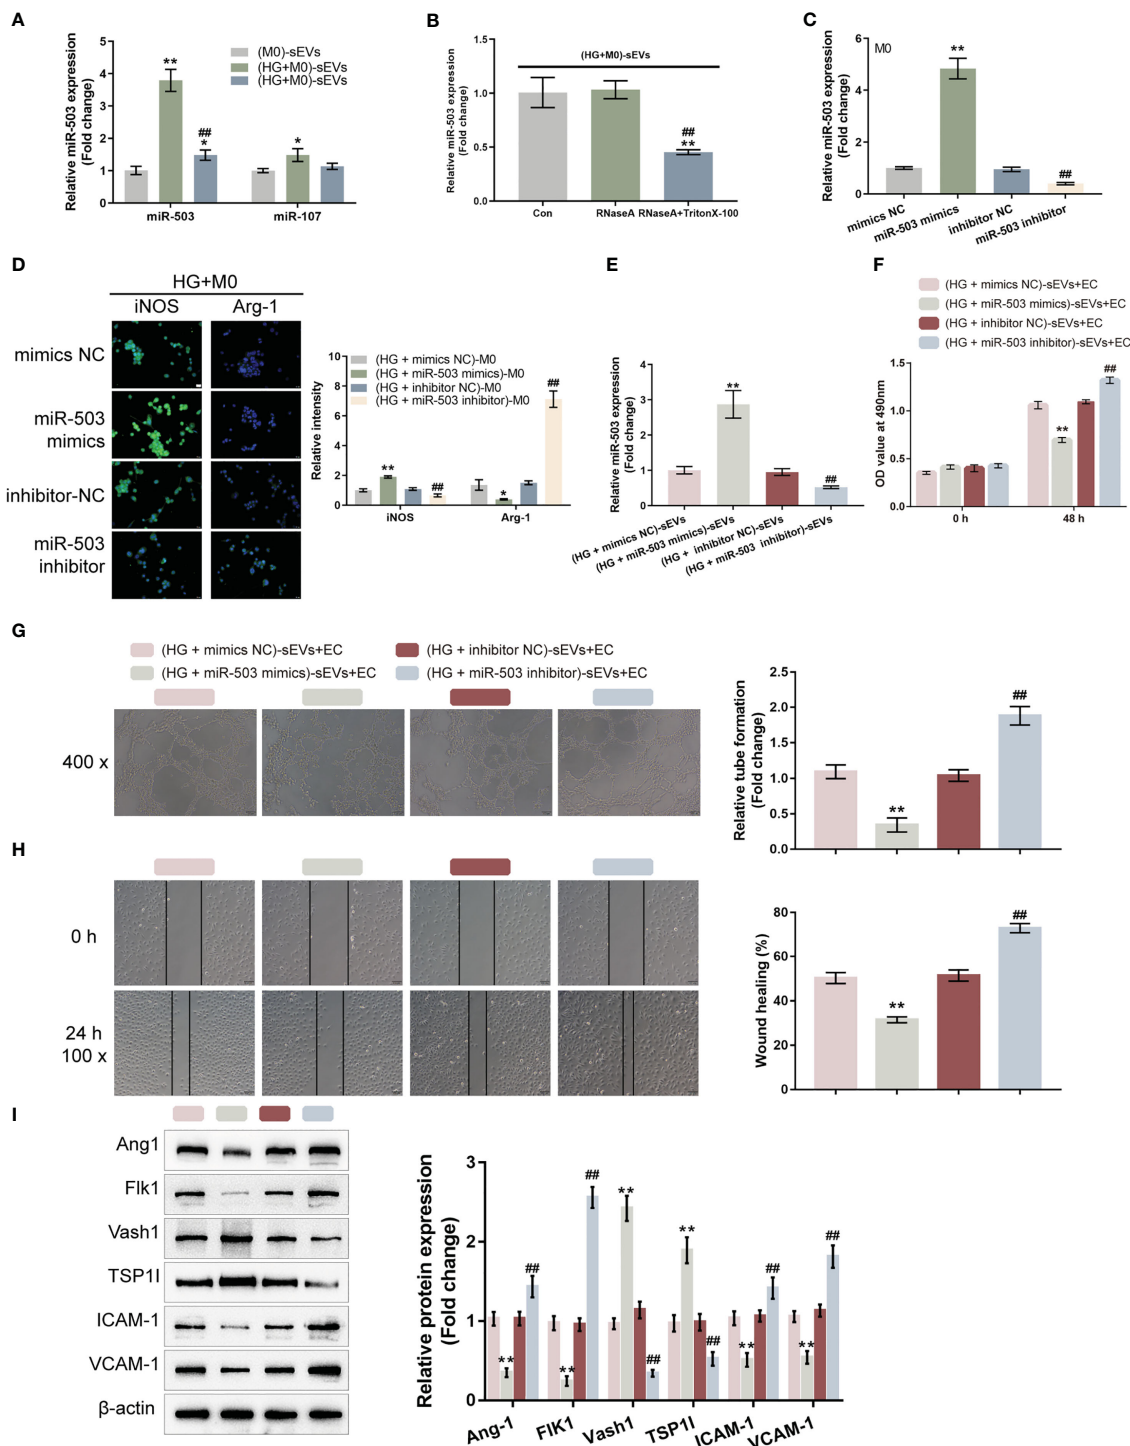 A
Relative miR-503 expression
(Fold change)
6
5
4
3
2
1
0
**
##
*
*
(M0)-sEVs
(HG+M0)-sEVs
(HG+M0)-sEVs
miR-503
miR-107
B
Relative miR-503 expression
(Fold change)
(HG+M0)-sEVs
1.5
1.0
0.5
0.0
##
**
Con
RNaseA
RNaseA+TritonX-100
C
Relative miR-503 expression
(Fold change)
M0
6
4
2
0
**
##
mimics NC
miR-503 mimics
inhibitor NC
miR-503 inhibitor
D
HG+M0
iNOS
Arg-1
mimics NC
miR-503
mimics
inhibitor-NC
miR-503
inhibitor
Relative intensity
10
8
6
4
2
0
(HG + mimics NC)-M0
(HG + miR-503 mimics)-M0
(HG + inhibitor NC)-M0
(HG + miR-503 inhibitor)-M0
**
##
*
##
iNOS
Arg-1
E
Relative miR-503 expression
(Fold change)
4
3
2
1
0
**
##
(HG + mimics NC)-sEVs
(HG + miR-503 mimics)-sEVs
(HG + inhibitor NC)-sEVs
(HG + miR-503 inhibitor)-sEVs
F
(HG + mimics NC)-sEVs+EC
(HG + miR-503 mimics)-sEVs+EC
(HG + inhibitor NC)-sEVs+EC
(HG + miR-503 inhibitor)-sEVs+EC
OD value at 490nm
1.5
1.0
0.5
0.0
**
##
0 h
48 h
G
(HG + mimics NC)-sEVs+EC
(HG + inhibitor NC)-sEVs+EC
(HG + miR-503 mimics)-sEVs+EC
(HG + miR-503 inhibitor)-sEVs+EC
400 x
Relative tube formation
(Fold change)
2.5
2.0
1.5
1.0
0.5
0.0
**
##
H
0 h
24 h
100 x
Wound healing (%)
80
60
40
20
0
**
##
I
Ang1
Flk1
Vash1
TSP1I
ICAM-1
VCAM-1
β-actin
Relative protein expression
(Fold change)
3
2
1
0
**
##
**
##
**
##
**
##
**
##
**
##
Ang-1
FIK1
Vash1
TSP1I
ICAM-1
VCAM-1